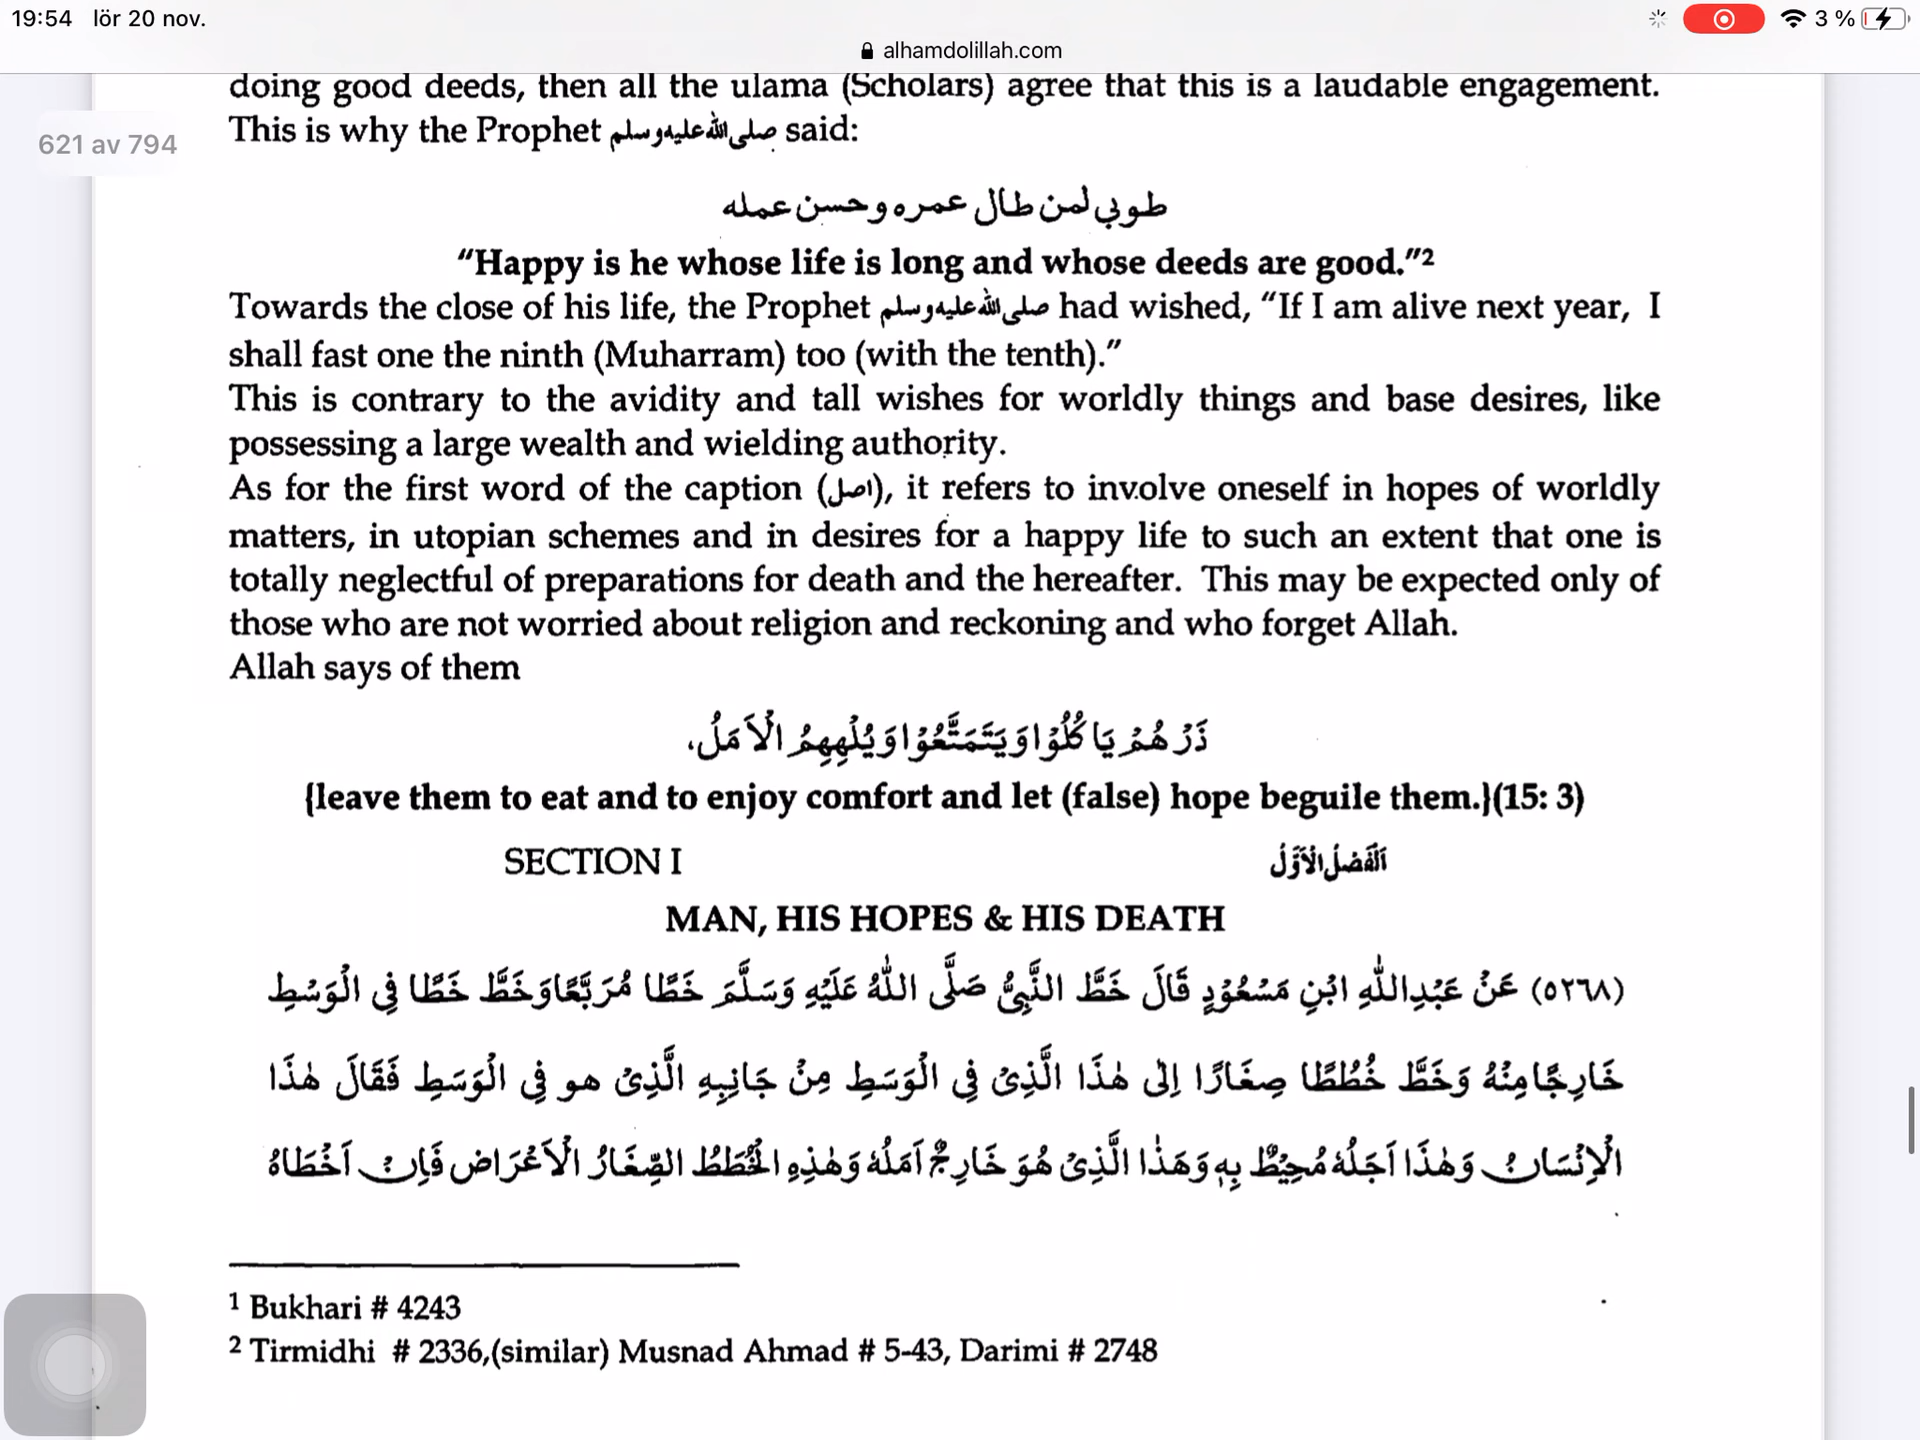 19:54 lör 20 nov.
3 %
alhamdolillah.com
621 av 794
doing good deeds, then all the ulama (Scholars) agree that this is a laudable engagement.
This is why the Prophet صلى الله عليه وسلم said:
طوبي لمن طال عمره و حسن عمله
“Happy is he whose life is long and whose deeds are good.”2
Towards the close of his life, the Prophet صلى الله عليه وسلم had wished, “If I am alive next year, I
shall fast one the ninth (Muharram) too (with the tenth).”
This is contrary to the avidity and tall wishes for worldly things and base desires, like
possessing a large wealth and wielding authority.
As for the first word of the caption (اصل), it refers to involve oneself in hopes of worldly
matters, in utopian schemes and in desires for a happy life to such an extent that one is
totally neglectful of preparations for death and the hereafter. This may be expected only of
those who are not worried about religion and reckoning and who forget Allah.
Allah says of them
ذَرْهُمْ يَاكُلُوْا وَيَتَمَتَّعُوْا وَيُلْهِهِمُ الْاَمَلُ،
{leave them to eat and to enjoy comfort and let (false) hope beguile them.}(15: 3)
SECTION I اَلْفَصْلُ الْاَوَّلُ
MAN, HIS HOPES & HIS DEATH
(٥٢٦٨) عَنْ عَبْدِاللّٰهِ ابْنِ مَسْعُوْدٍ قَالَ خَطَّ النَّبِيُّ صَلَّى اللّٰهُ عَلَيْهِ وَسَلَّمَ خَطًّا مُرَبَّعًا وَخَطَّ خَطًّا فِي الْوَسْطِ
خَارِجًا مِنْهُ وَخَطَّ خُطُطًا صِغَارًا اِلٰى هٰذَا الَّذِىْ فِي الْوَسَطِ مِنْ جَانِبِهِ الَّذِىْ هو فِي الْوَسَطِ فَقَالَ هٰذَا
الْاِنْسَانُ وَهٰذَا اَجَلُهُ مُحِيْطٌ بِهٖ وَهٰذَا الَّذِىْ هُوَ خَارِجٌ اَمَلُهُ وَهٰذِهِ الْخُطَطُ الصِّغَارُ الْاَعْرَاضُ فَاِنْ اَخْطَاهُ
1 Bukhari # 4243
2 Tirmidhi # 2336,(similar) Musnad Ahmad # 5-43, Darimi # 2748